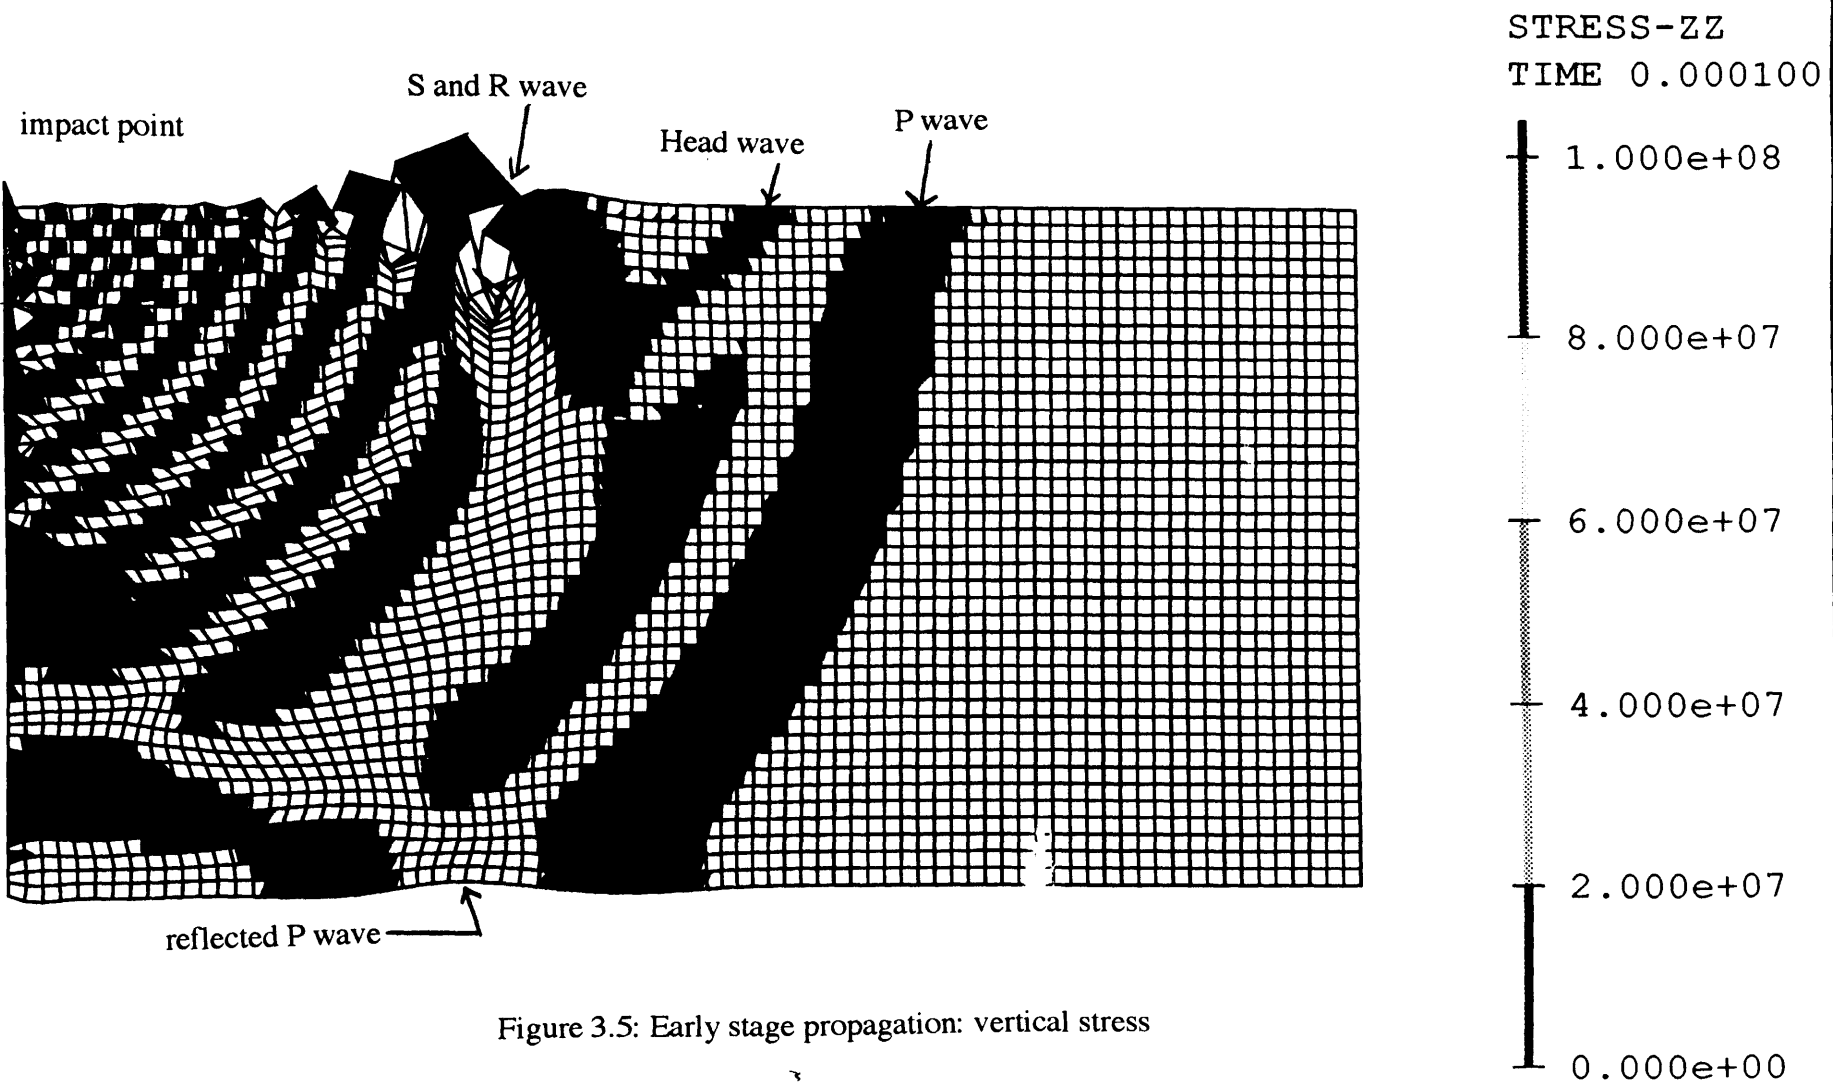 STRESS-ZZ
TIME 0.000100
S and R wave
impact point
Head wave
P wave
1.000e+08
8.000e+07
6.000e+07
4.000e+07
2.000e+07
0.000e+00
reflected P wave
Figure 3.5: Early stage propagation: vertical stress